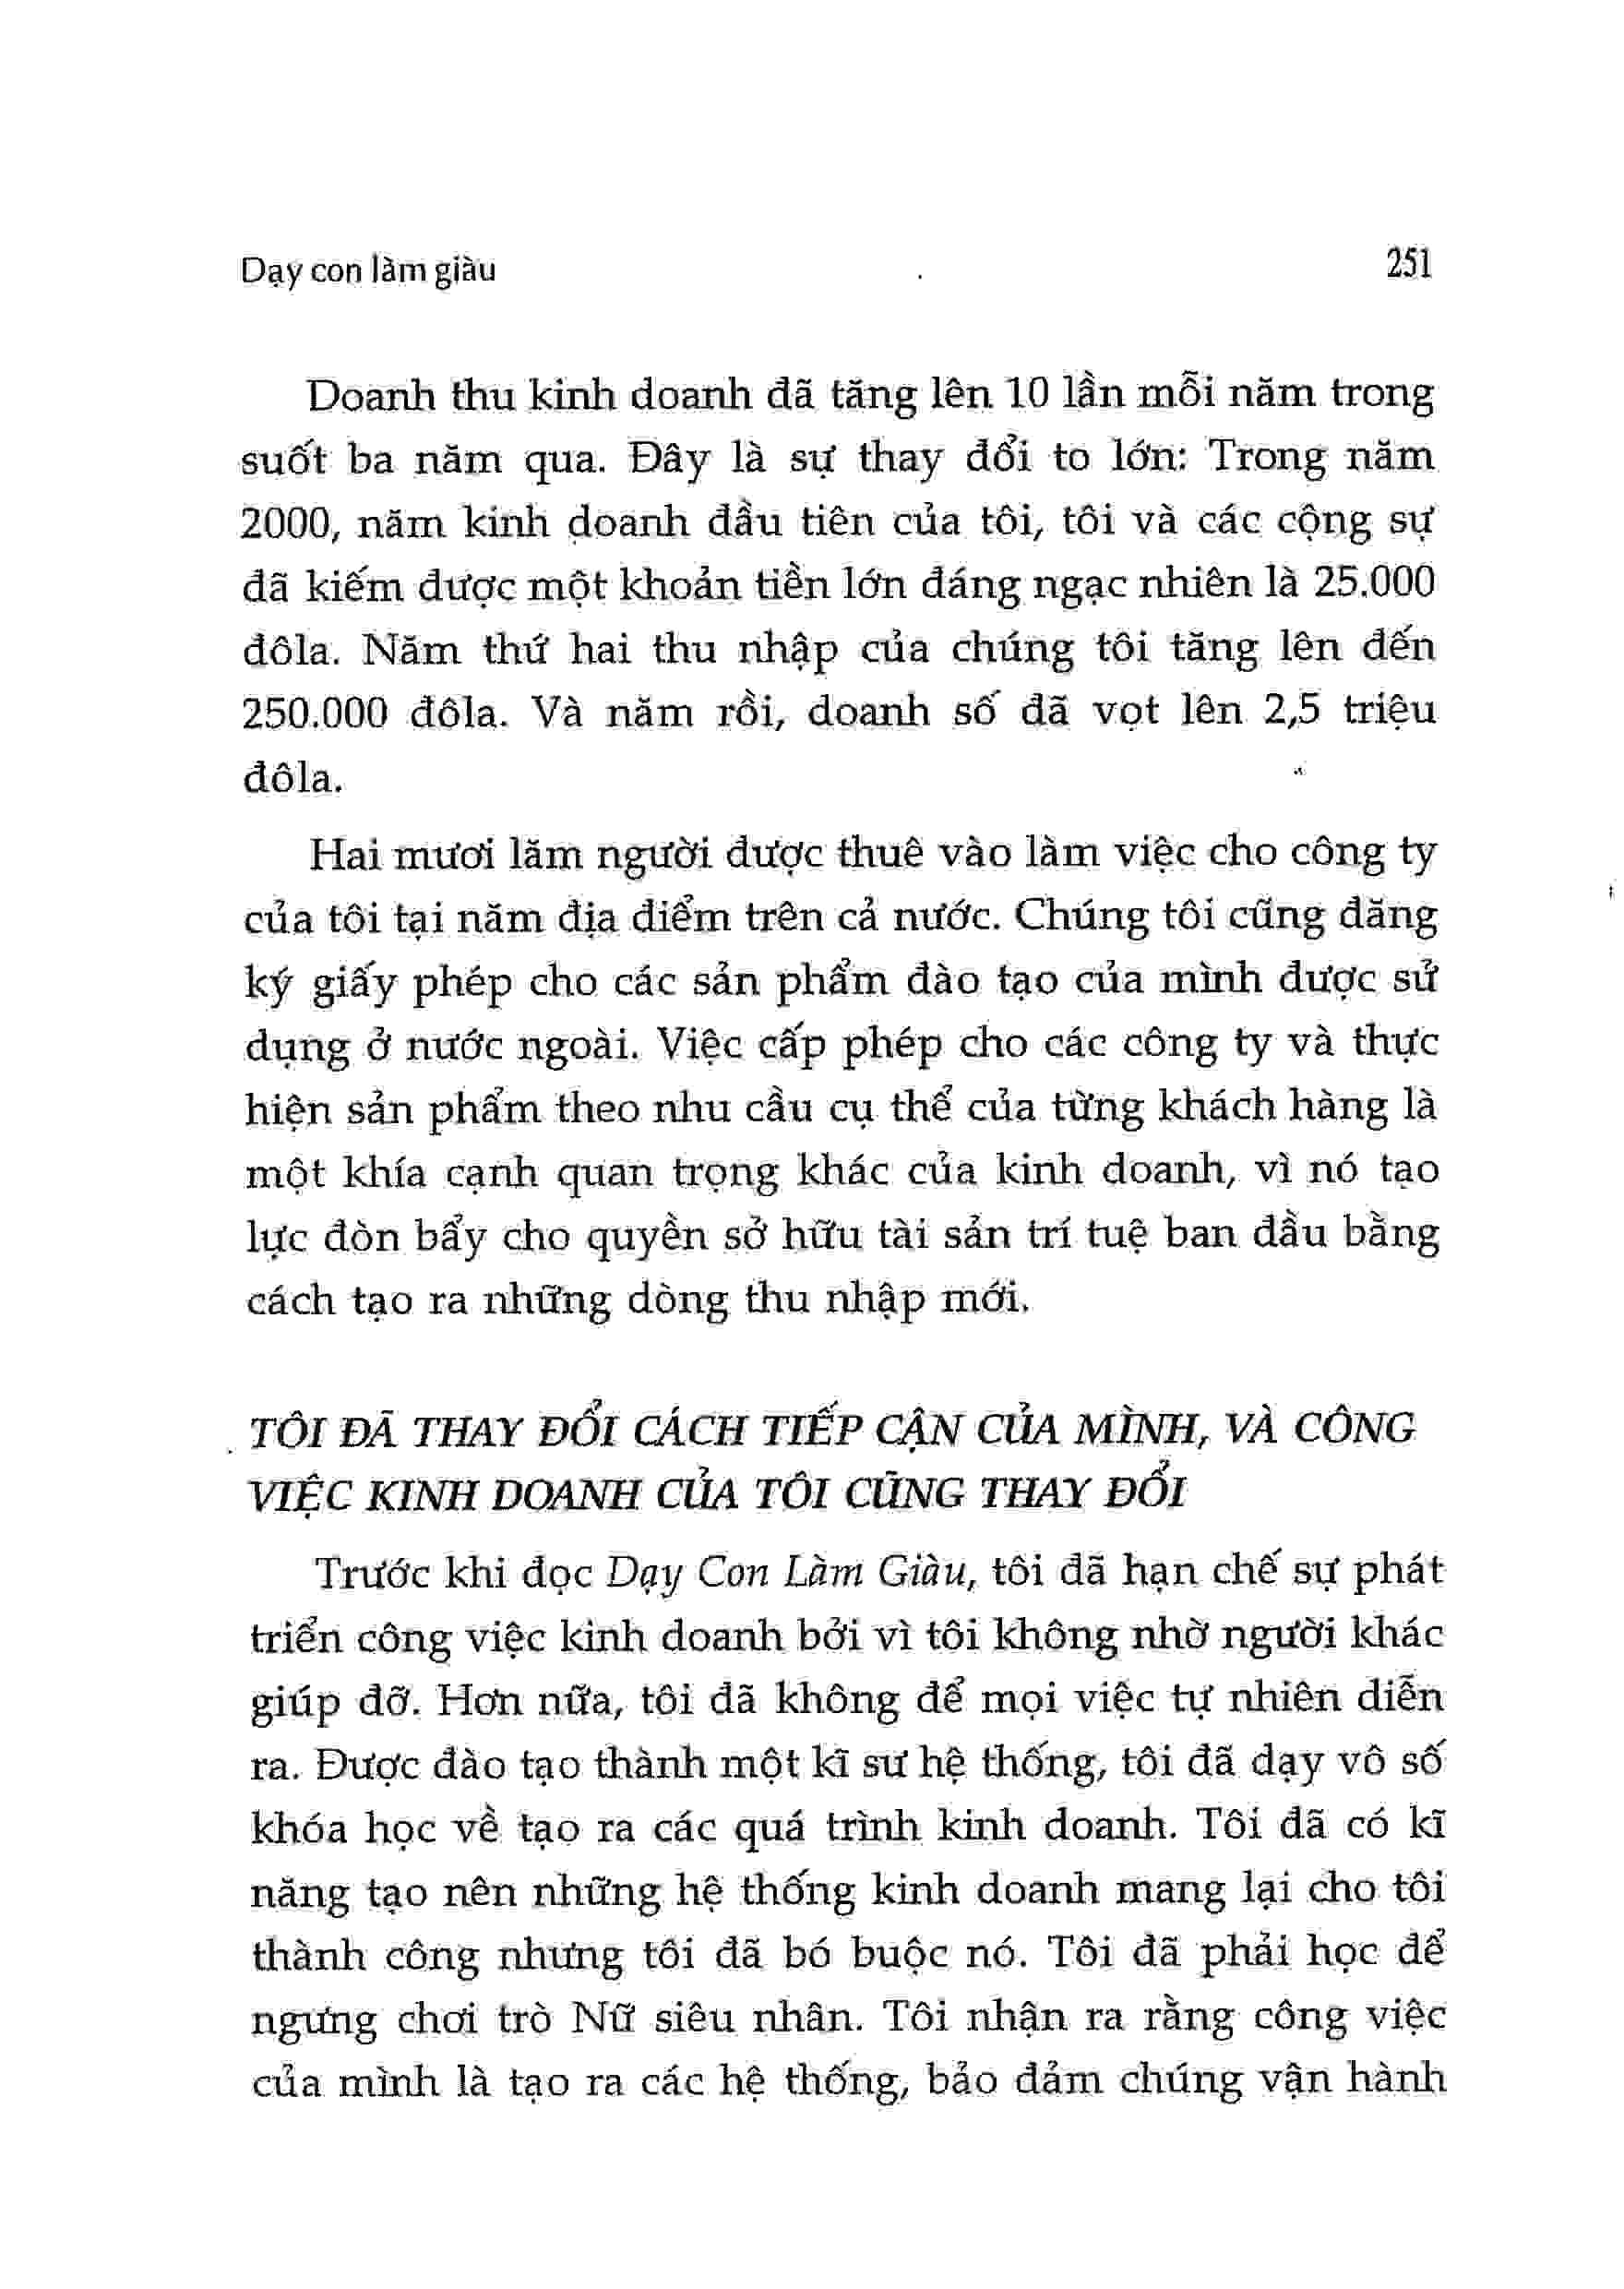 Dạy con làm giàu 251
Doanh thu kinh doanh đã tăng lên 10 lần mỗi năm trong
suốt ba năm qua. Đây là sự thay đổi to lớn: Trong năm
2000, năm kinh doanh đầu tiên của tôi, tôi và các cộng sự
đã kiếm được một khoản tiền lớn đáng ngạc nhiên là 25.000
đôla. Năm thứ hai thu nhập của chúng tôi tăng lên đến
250.000 đôla. Và năm rồi, doanh số đã vọt lên 2,5 triệu
đôla.
Hai mươi lăm người được thuê vào làm việc cho công ty
của tôi tại năm địa điểm trên cả nước. Chúng tôi cũng đăng
ký giấy phép cho các sản phẩm đào tạo của mình được sử
dụng ở nước ngoài. Việc cấp phép cho các công ty và thực
hiện sản phẩm theo nhu cầu cụ thể của từng khách hàng là
một khía cạnh quan trọng khác của kinh doanh, vì nó tạo
lực đòn bẩy cho quyền sở hữu tài sản trí tuệ ban đầu bằng
cách tạo ra những dòng thu nhập mới.
TÔI ĐÃ THAY ĐỔI CÁCH TIẾP CẬN CỦA MÌNH, VÀ CÔNG
VIỆC KINH DOANH CỦA TÔI CŨNG THAY ĐỔI
Trước khi đọc Dạy Con Làm Giàu, tôi đã hạn chế sự phát
triển công việc kinh doanh bởi vì tôi không nhờ người khác
giúp đỡ. Hơn nữa, tôi đã không để mọi việc tự nhiên diễn
ra. Được đào tạo thành một kĩ sư hệ thống, tôi đã dạy vô số
khóa học về tạo ra các quá trình kinh doanh. Tôi đã có kĩ
năng tạo nên những hệ thống kinh doanh mang lại cho tôi
thành công nhưng tôi đã bó buộc nó. Tôi đã phải học để
ngưng chơi trò Nữ siêu nhân. Tôi nhận ra rằng công việc
của mình là tạo ra các hệ thống, bảo đảm chúng vận hành